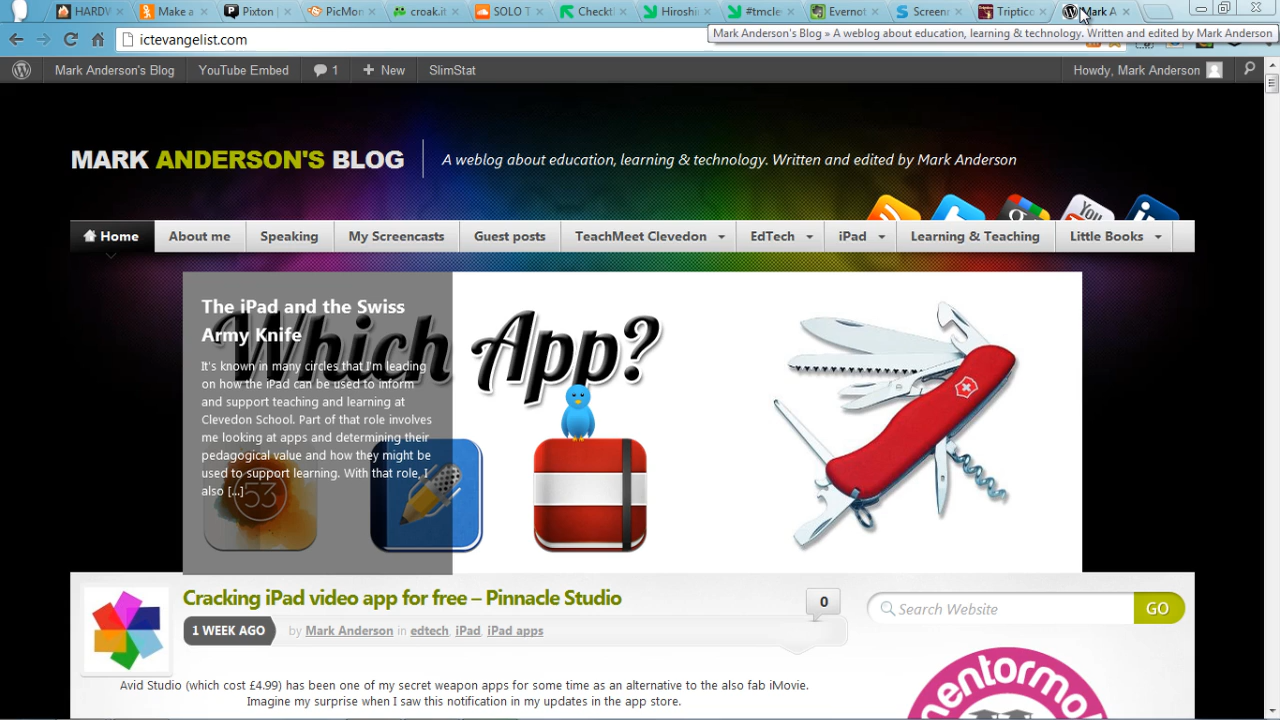 HARDW
Make a
Pixton |
PicMon
croak.it
SOLO T
Checkli
Hiroshi
#tmcle
Evernot
Screenr
Triptico
Mark A
ictevangelist.com
Mark Anderson's Blog » A weblog about education, learning & technology. Written and edited by Mark Anderson
Mark Anderson's Blog
YouTube Embed
1
New
SlimStat
Howdy, Mark Anderson
MARK ANDERSON'S BLOG
A weblog about education, learning & technology. Written and edited by Mark Anderson
You
Home
About me
Speaking
My Screencasts
Guest posts
TeachMeet Clevedon
EdTech
iPad
Learning & Teaching
Little Books
Which App?
The iPad and the Swiss
Army Knife
It's known in many circles that I'm leading
on how the iPad can be used to inform
and support teaching and learning at
Clevedon School. Part of that role involves
me looking at apps and determining their
pedagogical value and how they might be
used to support learning. With that role, I
also [...]
53
Cracking iPad video app for free – Pinnacle Studio
0
1 WEEK AGO
by Mark Anderson in edtech, iPad, iPad apps
Search Website
GO
Avid Studio (which cost £4.99) has been one of my secret weapon apps for some time as an alternative to the also fab iMovie.
Imagine my surprise when I saw this notification in my updates in the app store.